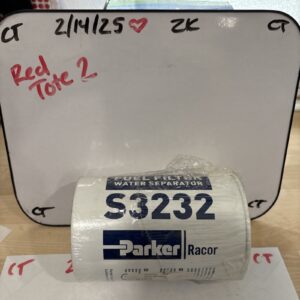 CT 2/14/25 ZK CT
Red
Tote 2
CT CT
FUEL FILTER
WATER SEPARATOR
S3232
Parker Racor
CT